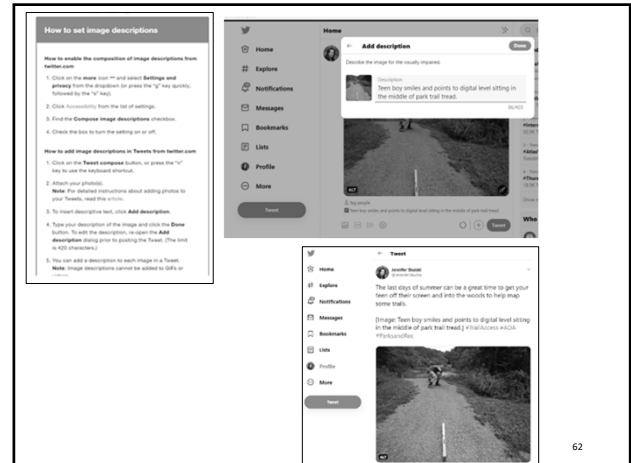 How to set image descriptions
How to enable the composition of image descriptions from
twitter.com
1. Click on the more icon and select Settings and
privacy from the dropdown (or press the "g" key quickly,
followed by the "s" key).
2. Click Accessibility from the list of settings.
3. Find the Compose image descriptions checkbox.
4. Check the box to turn the setting on or off.
How to add image descriptions in Tweets from twitter.com
1. Click on the Tweet compose button, or press the "n"
key to use the keyboard shortcut.
2. Attach your photo(s).
Note: For detailed instructions about adding photos to
your Tweets, read this article.
3. To insert descriptive text, click Add description.
4. Type your description of the image and click the Done
button. To edit the description, re-open the Add
description dialog prior to posting the Tweet. (The limit
is 420 characters.)
5. You can add a description to each image in a Tweet.
Note: Image descriptions cannot be added to GIFs or
Home
Home
Explore
Notifications
Messages
Bookmarks
Lists
Profile
More
Tweet
Add description
Done
Describe the image for the visually impaired.
Description
Teen boy smiles and points to digital level sitting in
the middle of park trail tread.
ALT
Tag people
Teen boy smiles and points to digital level sitting in the middle of park trail tread.
Tweet
Who
Home
Explore
Notifications
Messages
Bookmarks
Lists
Profile
More
Tweet
Tweet
The last days of summer can be a great time to get your
teen off their screen and into the woods to help map
some trails.
[Image: Teen boy smiles and points to digital level sitting
in the middle of park trail tread.] #TrailAccess #ADA
#ParksandRec
ALT
62